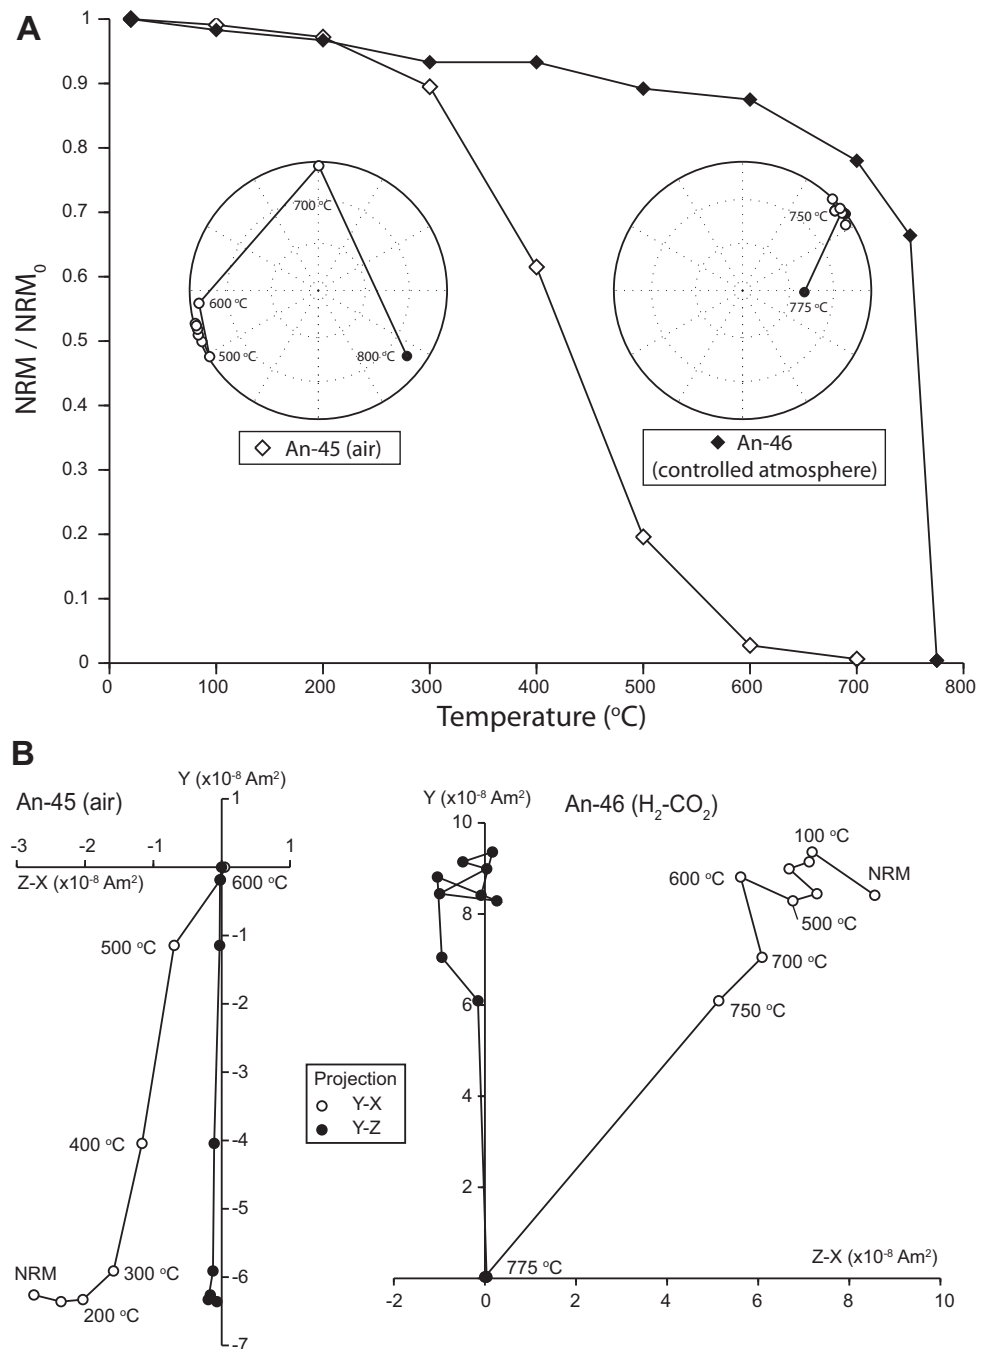 A
1
0.9
0.8
0.7
0.6
0.5
0.4
0.3
0.2
0.1
0
NRM / NRM₀
0 100 200 300 400 500 600 700 800
Temperature (°C)
700 °C
600 °C
500 °C
800 °C
An-45 (air)
750 °C
775 °C
An-46
(controlled atmosphere)
B
An-45 (air)
Y (x10⁻⁸ Am²)
1
-3 -2 -1 1
Z-X (x10⁻⁸ Am²)
600 °C
500 °C
400 °C
300 °C
NRM
200 °C
-1
-2
-3
-4
-5
-6
-7
Projection
Y-X
Y-Z
Y (x10⁻⁸ Am²)
An-46 (H₂-CO₂)
10
8
6
4
2
100 °C
NRM
600 °C
500 °C
700 °C
750 °C
775 °C
Z-X (x10⁻⁸ Am²)
-2 0 2 4 6 8 10